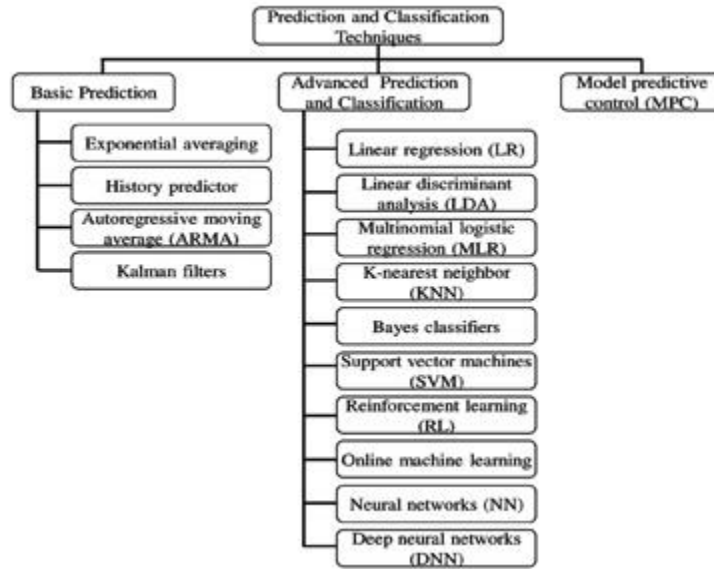 Prediction and Classification
Techniques
Basic Prediction
Advanced Prediction
and Classification
Model predictive
control (MPC)
Exponential averaging
History predictor
Autoregressive moving
average (ARMA)
Kalman filters
Linear regression (LR)
Linear discriminant
analysis (LDA)
Multinomial logistic
regression (MLR)
K-nearest neighbor
(KNN)
Bayes classifiers
Support vector machines
(SVM)
Reinforcement learning
(RL)
Online machine learning
Neural networks (NN)
Deep neural networks
(DNN)